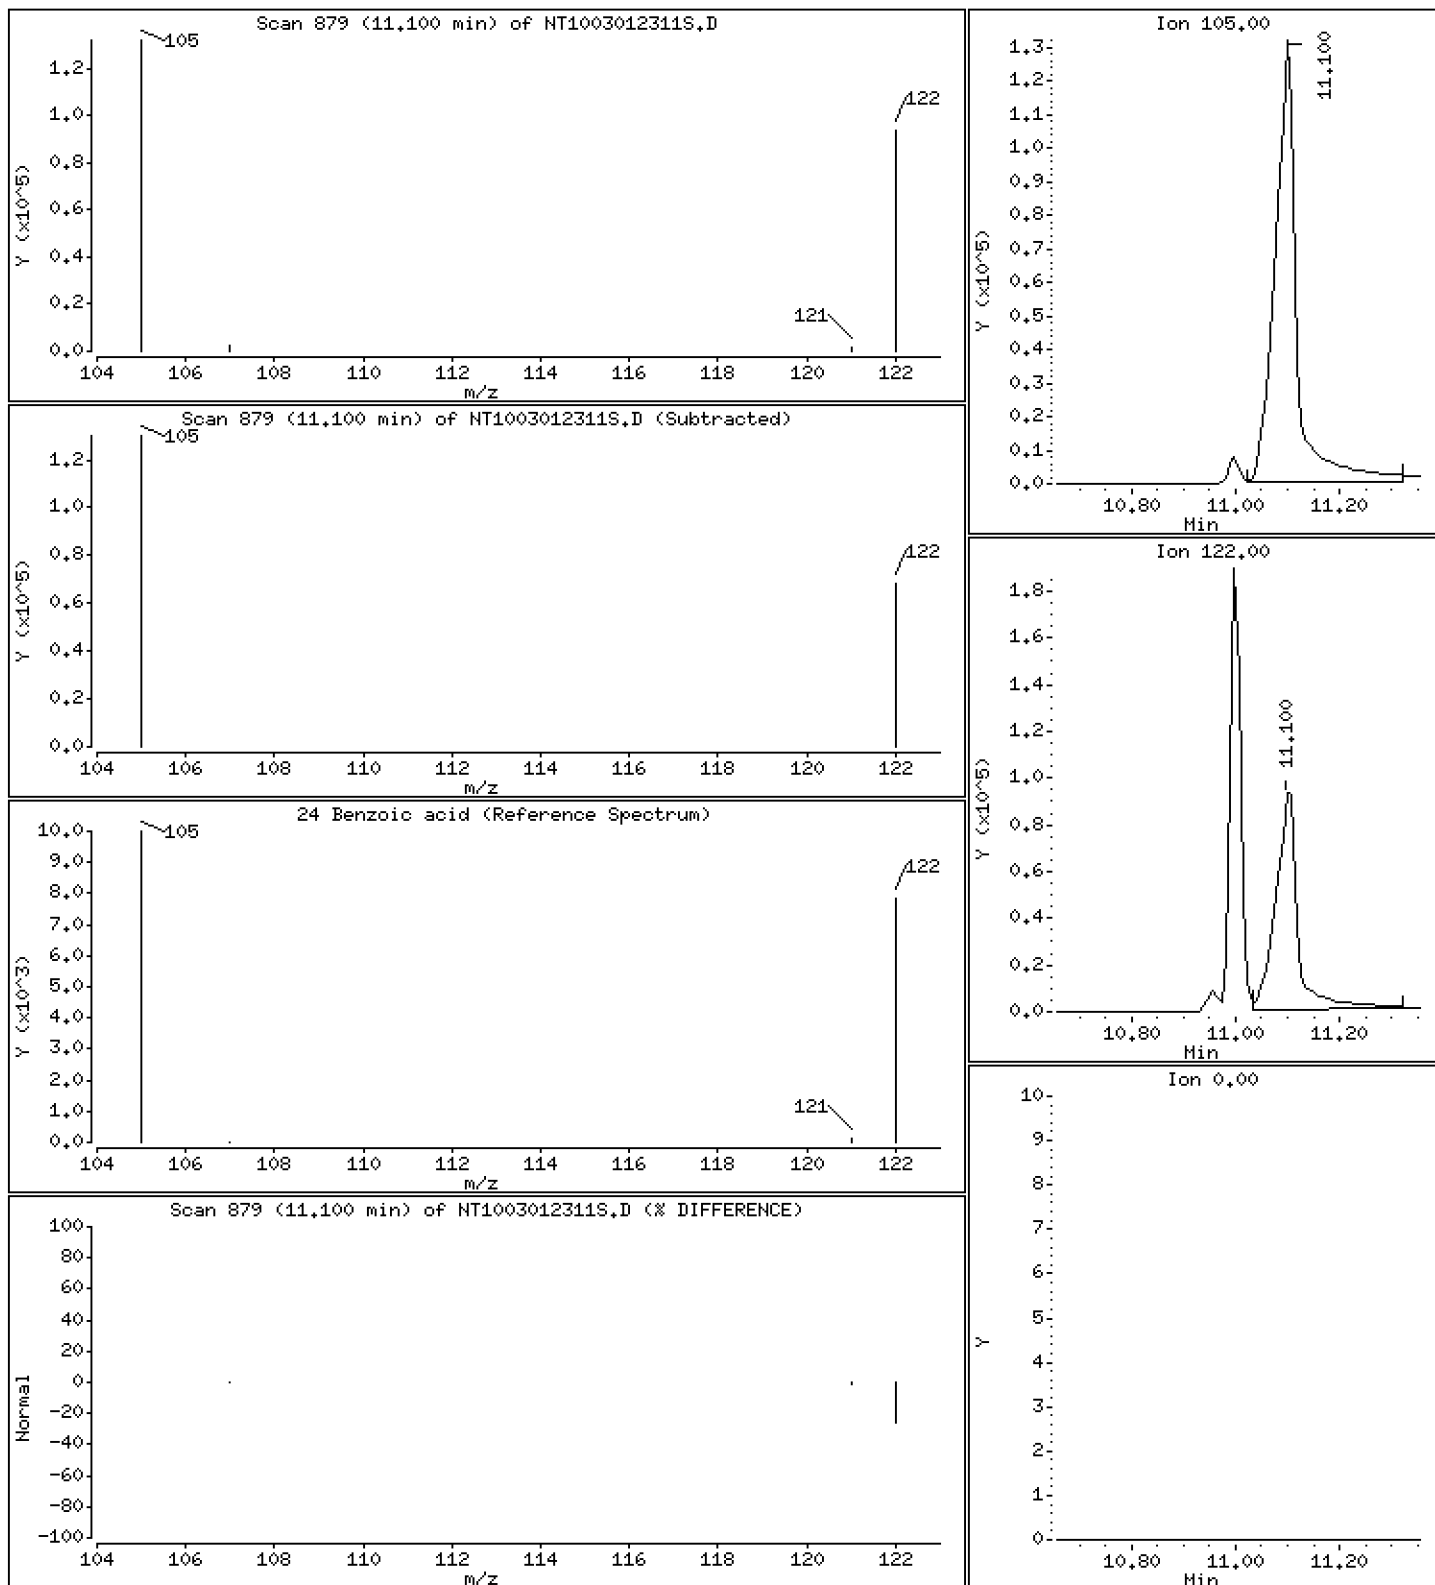 Scan 879 (11.100 min) of NT1003012311S.D
Y (x10^5)
1.2
1.0
0.8
0.6
0.4
0.2
0.0
105
121
122
104 106 108 110 112 114 116 118 120 122
m/z
Scan 879 (11.100 min) of NT1003012311S.D (Subtracted)
Y (x10^5)
1.2
1.0
0.8
0.6
0.4
0.2
0.0
105
122
104 106 108 110 112 114 116 118 120 122
m/z
24 Benzoic acid (Reference Spectrum)
Y (x10^3)
10.0
9.0
8.0
7.0
6.0
5.0
4.0
3.0
2.0
1.0
0.0
105
121
122
104 106 108 110 112 114 116 118 120 122
m/z
Scan 879 (11.100 min) of NT1003012311S.D (% DIFFERENCE)
Normal
100
80
60
40
20
0
-20
-40
-60
-80
-100
104 106 108 110 112 114 116 118 120 122
m/z
Ion 105.00
Y (x10^5)
1.3
1.2
1.1
1.0
0.9
0.8
0.7
0.6
0.5
0.4
0.3
0.2
0.1
0.0
11.100
10.80 11.00 11.20
Min
Ion 122.00
Y (x10^5)
1.8
1.6
1.4
1.2
1.0
0.8
0.6
0.4
0.2
0.0
11.100
10.80 11.00 11.20
Min
Ion 0.00
Y
10
9
8
7
6
5
4
3
2
1
0
10.80 11.00 11.20
Min